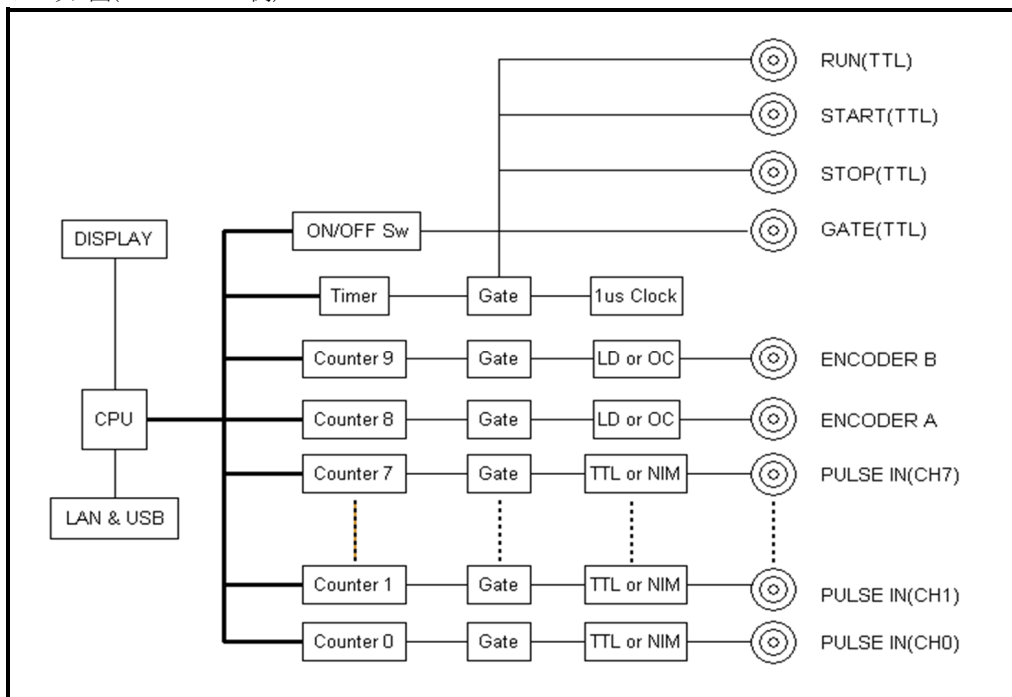 RUN(TTL)
START(TTL)
STOP(TTL)
ON/OFF Sw
GATE(TTL)
DISPLAY
Timer
Gate
1us Clock
Counter 9
Gate
LD or OC
ENCODER B
CPU
Counter 8
Gate
LD or OC
ENCODER A
Counter 7
Gate
TTL or NIM
PULSE IN(CH7)
LAN & USB
Counter 1
Gate
TTL or NIM
PULSE IN(CH1)
Counter 0
Gate
TTL or NIM
PULSE IN(CH0)